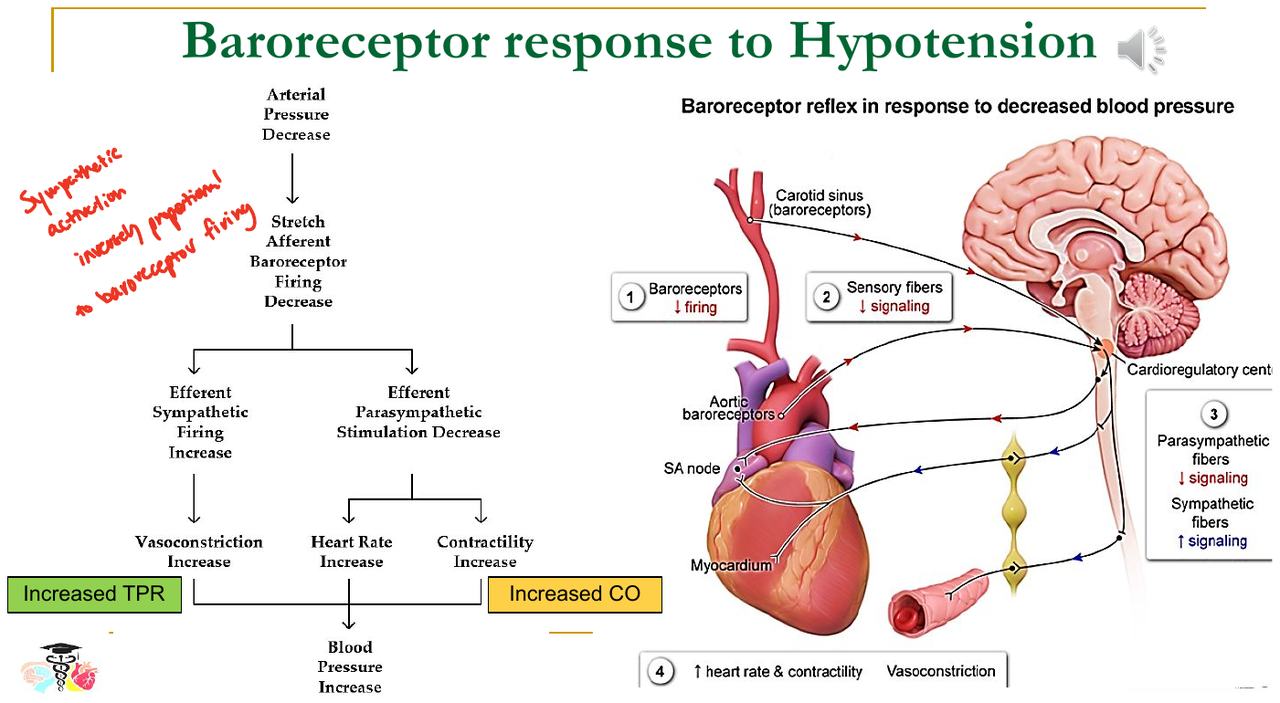 Baroreceptor response to Hypotension
Arterial
Pressure
Decrease
Sympathetic
activation
inversely proportional
to baroreceptor firing
Stretch
Afferent
Baroreceptor
Firing
Decrease
Efferent
Sympathetic
Firing
Increase
Efferent
Parasympathetic
Stimulation Decrease
Vasoconstriction
Increase
Heart Rate
Increase
Contractility
Increase
Increased TPR
Increased CO
Blood
Pressure
Increase
Baroreflex in response to decreased blood pressure
Carotid sinus
(baroreceptors)
1
Baroreceptors
↓ firing
2
Sensory fibers
↓ signaling
Cardioregulatory cent
Aortic
baroreceptors
3
Parasympathetic
fibers
↓ signaling
Sympathetic
fibers
↑ signaling
SA node
Myocardium
4
↑ heart rate & contractility
Vasoconstriction